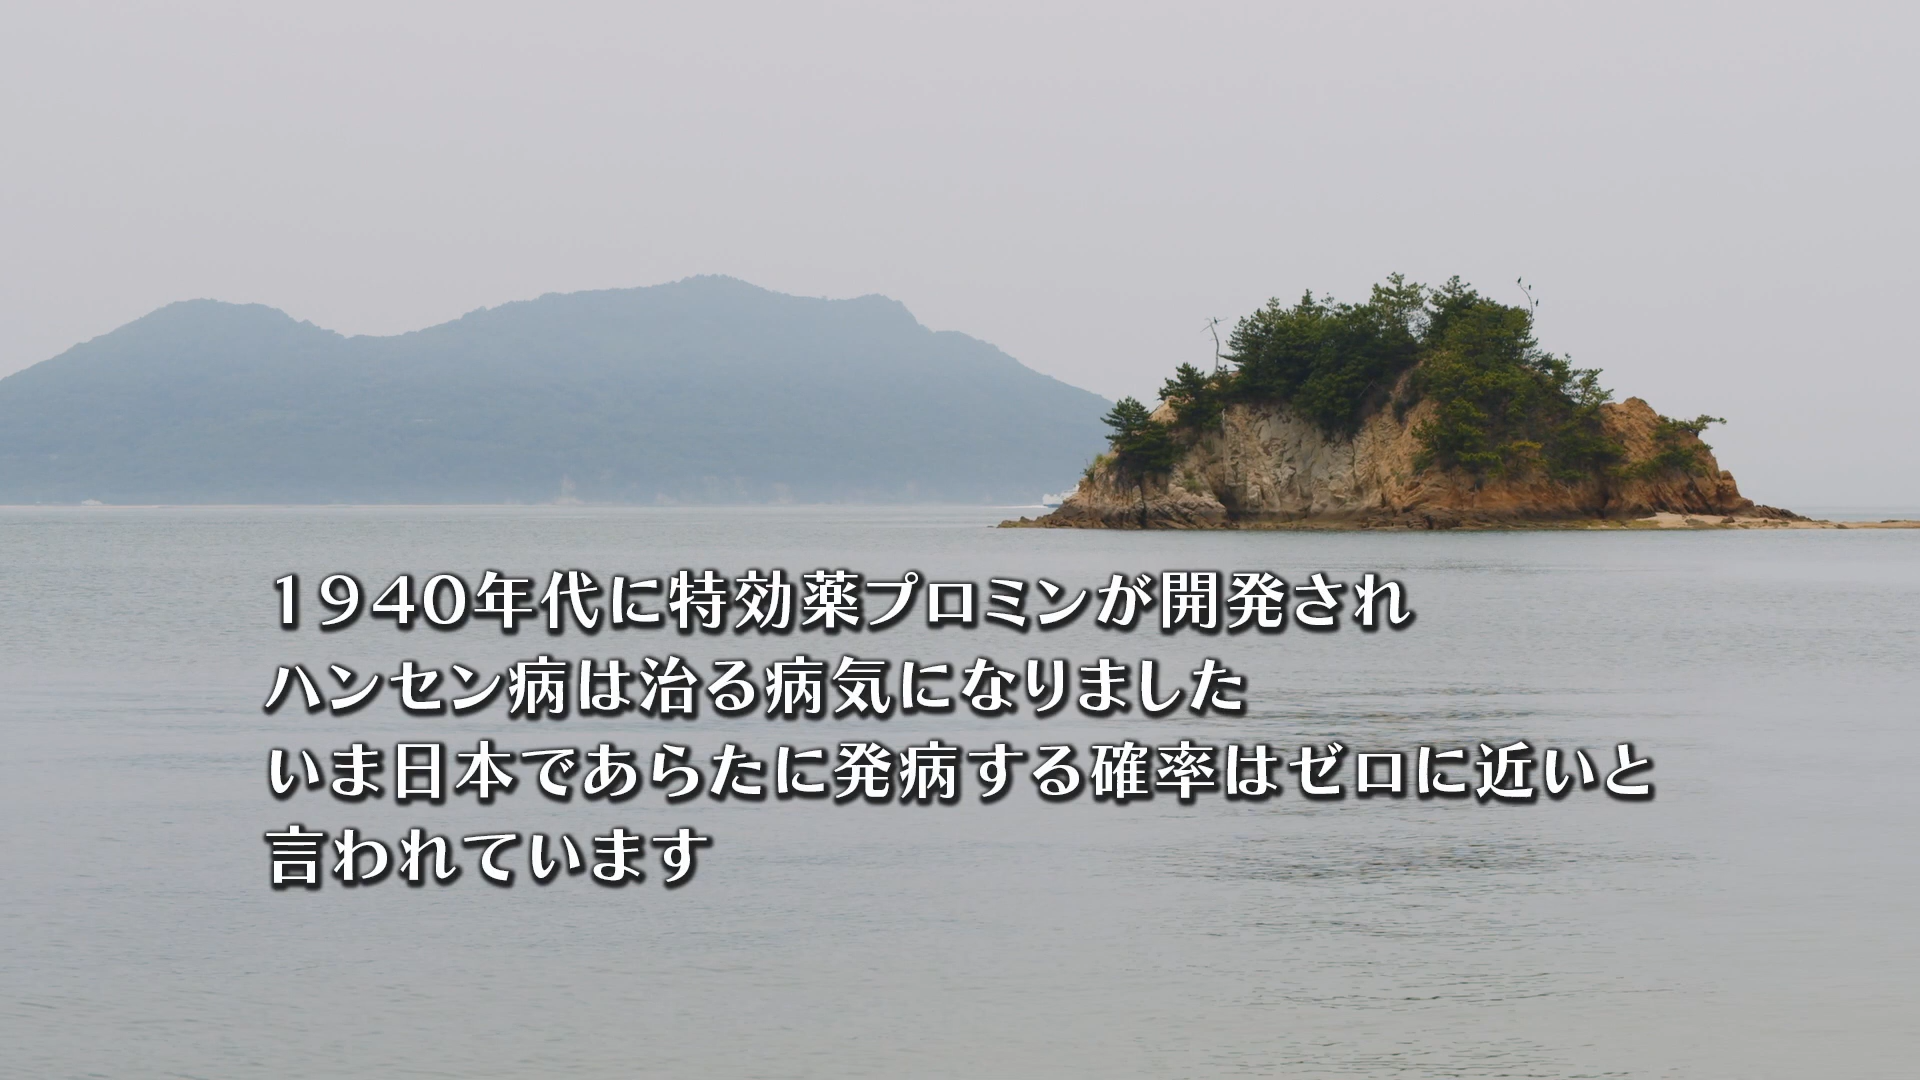 1940年代に特効薬プロミンが開発され
ハンセン病は治る病気になりました
いま日本であらたに発病する確率はゼロに近いと
言われています